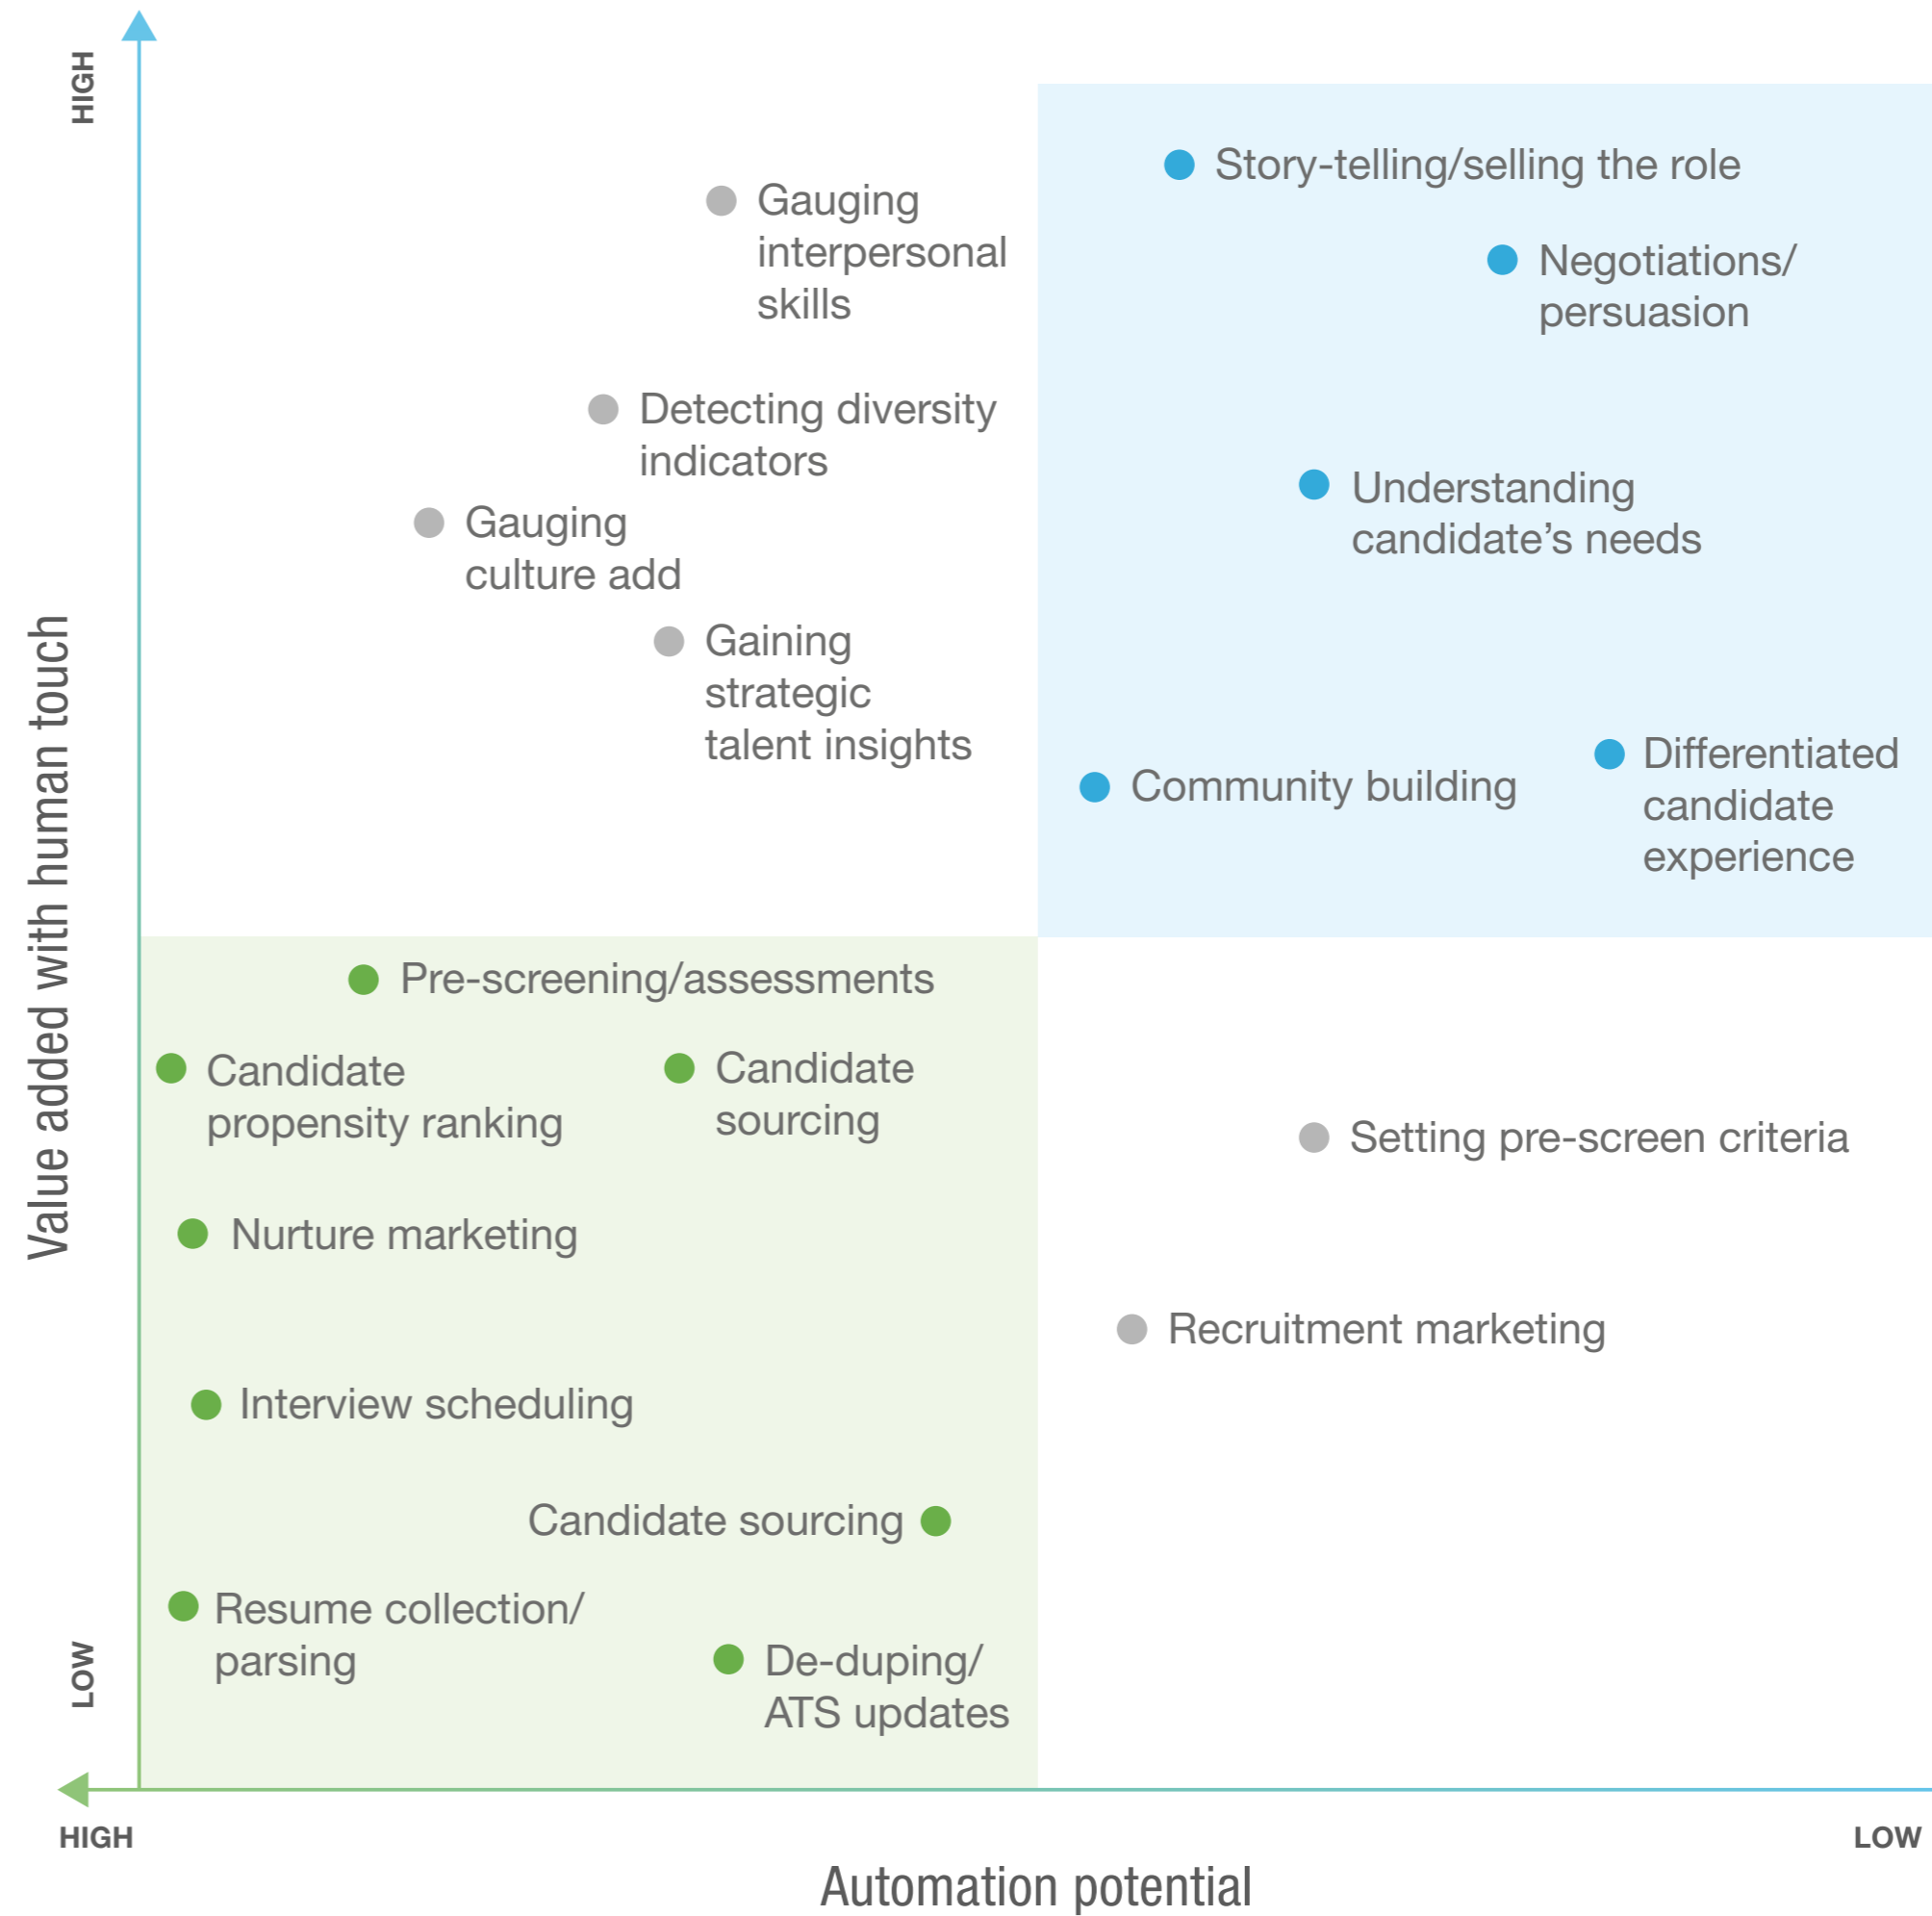 HIGH
Story-telling/selling the role
Gauging
interpersonal
skills
Negotiations/
persuasion
Detecting diversity
indicators
Understanding
candidate’s needs
Gauging
culture add
Gaining
strategic
talent insights
Community building
Differentiated
candidate
experience
Value added with human touch
Pre-screening/assessments
Candidate
propensity ranking
Candidate
sourcing
Setting pre-screen criteria
Nurture marketing
Recruitment marketing
Interview scheduling
Candidate sourcing
Resume collection/
parsing
De-duping/
ATS updates
LOW
HIGH
LOW
Automation potential